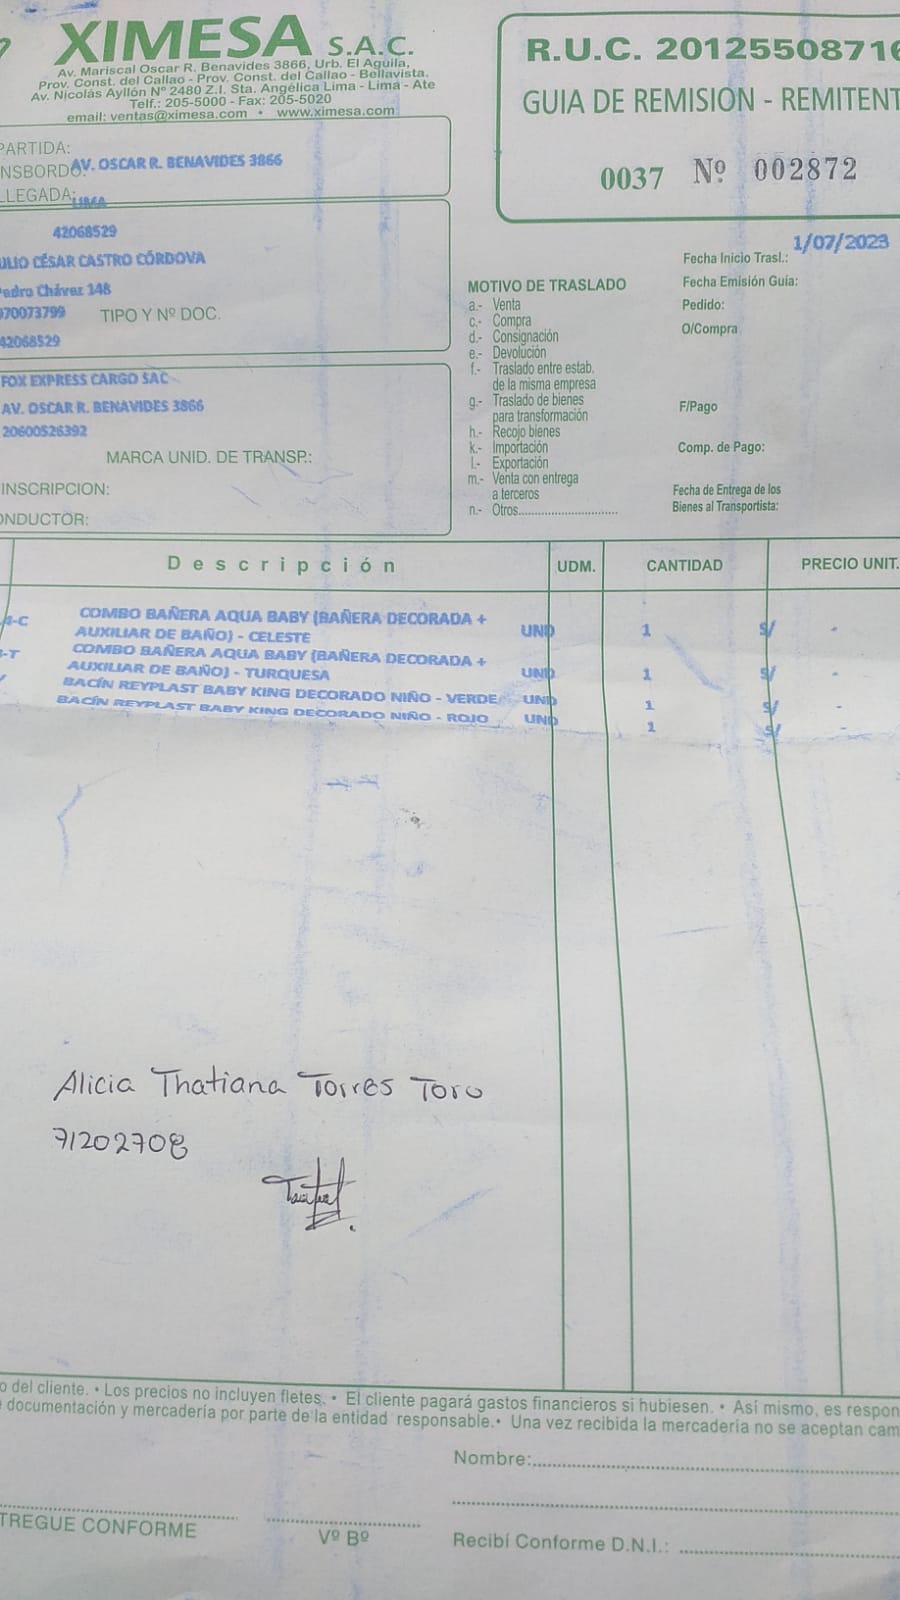 XIMESA S.A.C.
Av. Mariscal Oscar R. Benavides 3866, Urb. El Aguila,
Prov. Const. del Callao - Prov. Const. del Callao - Bellavista.
Av. Nicolás Ayllón Nº 2480 Z.I. Sta. Angélica Lima - Lima - Ate
Telf.: 205-5000 - Fax: 205-5020
email: ventas@ximesa.com • www.ximesa.com
R.U.C. 20125508716
GUIA DE REMISION - REMITENT
0037 Nº 002872
PARTIDA:
NSBORDO: AV. OSCAR R. BENAVIDES 3866
LLEGADA: LIMA
42068529
ULIO CÉSAR CASTRO CÓRDOVA
Pedro Chávez 148
970073799 TIPO Y Nº DOC.
42068529
FOX EXPRESS CARGO SAC
AV. OSCAR R. BENAVIDES 3866
20600526392
MARCA UNID. DE TRANSP.:
INSCRIPCION:
ONDUCTOR:
MOTIVO DE TRASLADO
a.- Venta
c.- Compra
d.- Consignación
e.- Devolución
f.- Traslado entre estab.
de la misma empresa
g.- Traslado de bienes
para transformación
h.- Recojo bienes
k.- Importación
l.- Exportación
m.- Venta con entrega
a terceros
n.- Otros..............................
1/07/2023
Fecha Inicio Trasl.:
Fecha Emisión Guía:
Pedido:
O/Compra
F/Pago
Comp. de Pago:
Fecha de Entrega de los
Bienes al Transportista:
Descripción UDM. CANTIDAD PRECIO UNIT.
4-C COMBO BAÑERA AQUA BABY (BAÑERA DECORADA +
AUXILIAR DE BAÑO) - CELESTE UND 1 S/ -
-T COMBO BAÑERA AQUA BABY (BAÑERA DECORADA +
AUXILIAR DE BAÑO) - TURQUESA UND 1 S/ -
BACÍN REYPLAST BABY KING DECORADO NIÑO - VERDE UND 1 S/ -
BACÍN REYPLAST BABY KING DECORADO NIÑO - ROJO UND 1 S/ -
Alicia Thatiana Torres Toro
71202708
o del cliente. • Los precios no incluyen fletes. • El cliente pagará gastos financieros si hubiesen. • Así mismo, es respon
documentación y mercadería por parte de la entidad responsable. • Una vez recibida la mercadería no se aceptan cam
Nombre:
TREGUE CONFORME
Vº Bº
Recibí Conforme D.N.I.: